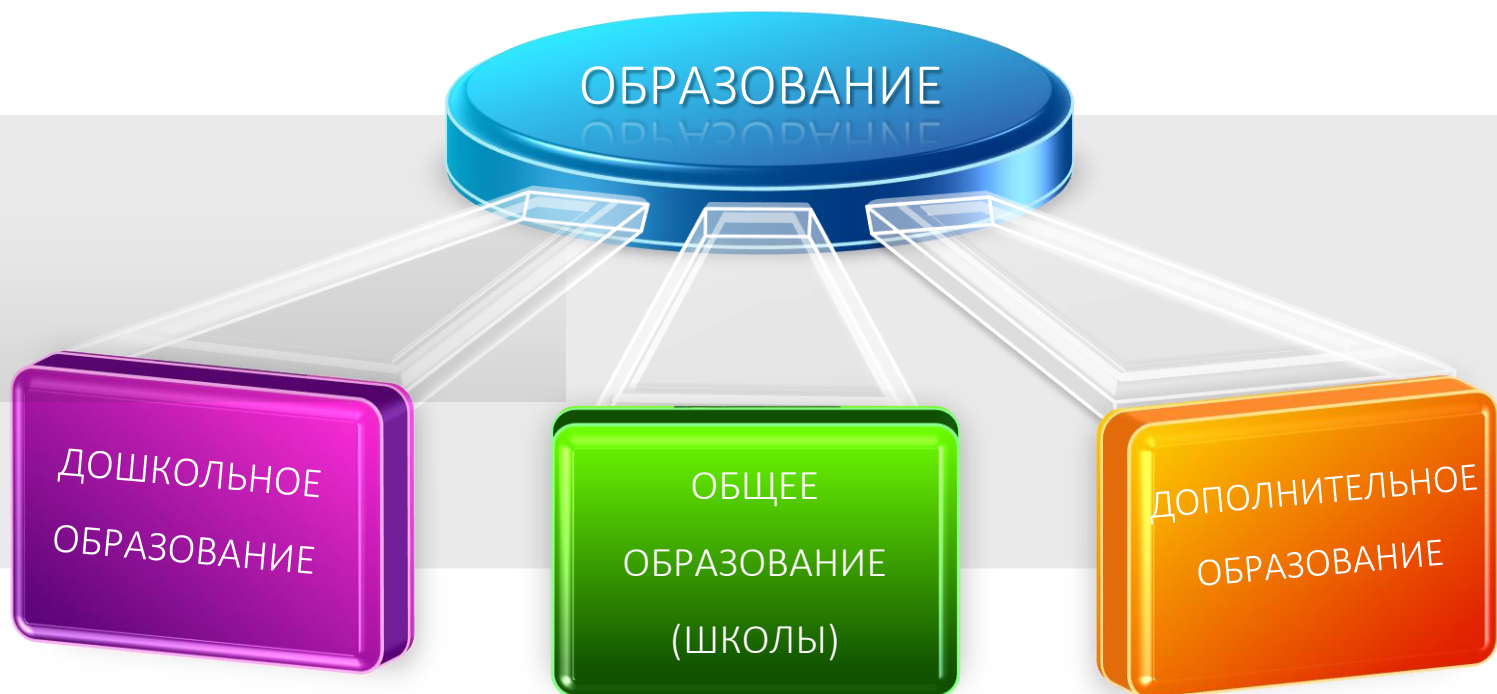 ОБРАЗОВАНИЕ
ДОШКОЛЬНОЕ
ОБРАЗОВАНИЕ
ОБЩЕЕ
ОБРАЗОВАНИЕ
(ШКОЛЫ)
ДОПОЛНИТЕЛЬНОЕ
ОБРАЗОВАНИЕ